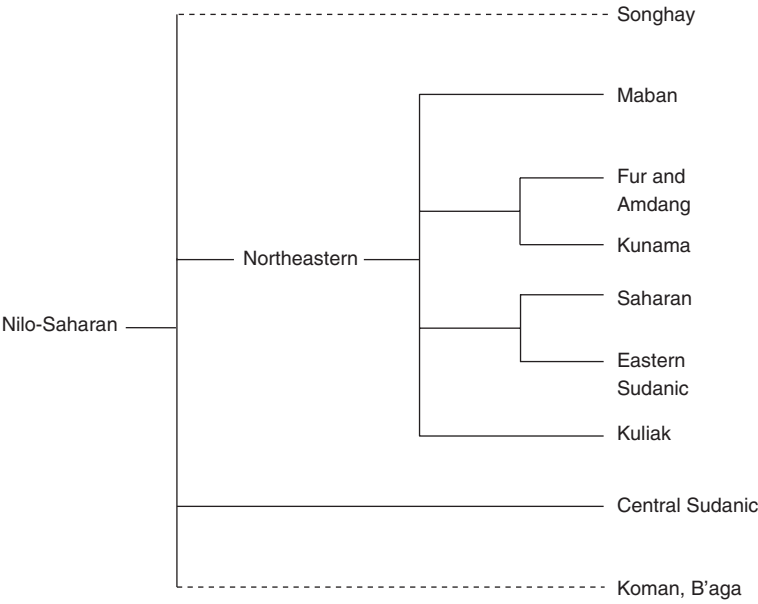 Songhay
Maban
Fur and
Amdang
Northeastern
Kunama
Saharan
Nilo-Saharan
Eastern
Sudanic
Kuliak
Central Sudanic
Koman, B'aga